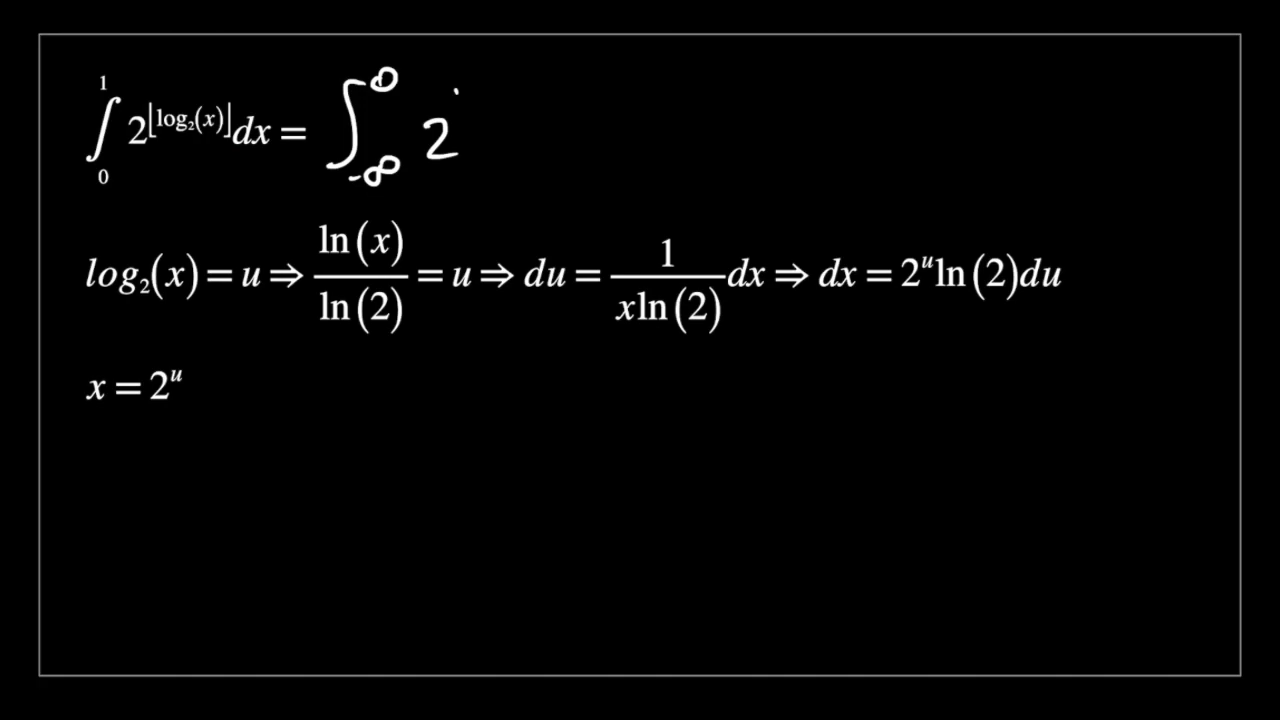 ∫₀¹ 2^⌊log₂(x)⌋ dx = ∫_{-∞}^{∞} 2
log₂(x) = u ⇒ ln(x)/ln(2) = u ⇒ du = 1/(x ln(2)) dx ⇒ dx = 2^u ln(2) du
x = 2^u